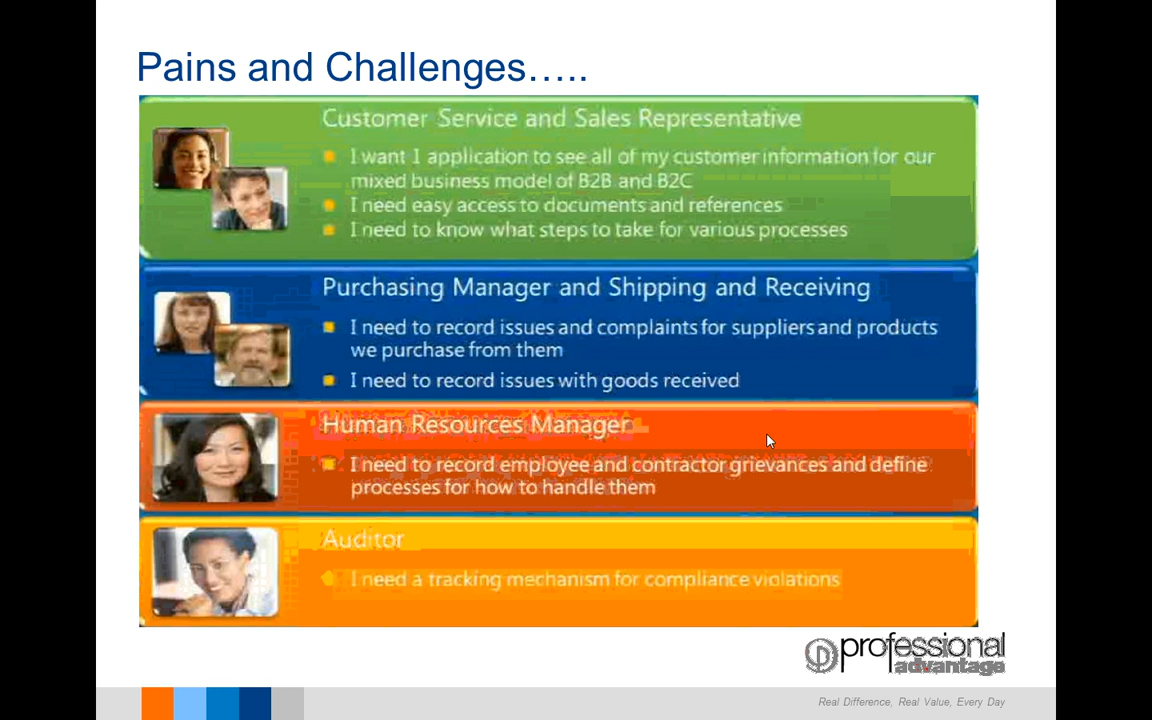 Pains and Challenges.....
Customer Service and Sales Representative
I want 1 application to see all of my customer information for our
mixed business model of B2B and B2C
I need easy access to documents and references
I need to know what steps to take for various processes
Purchasing Manager and Shipping and Receiving
I need to record issues and complaints for suppliers and products
we purchase from them
I need to record issues with goods received
Human Resources Manager
I need to record employee and contractor grievances and define
processes for how to handle them
Auditor
I need a tracking mechanism for compliance violations
professional
advantage
Real Difference, Real Value, Every Day